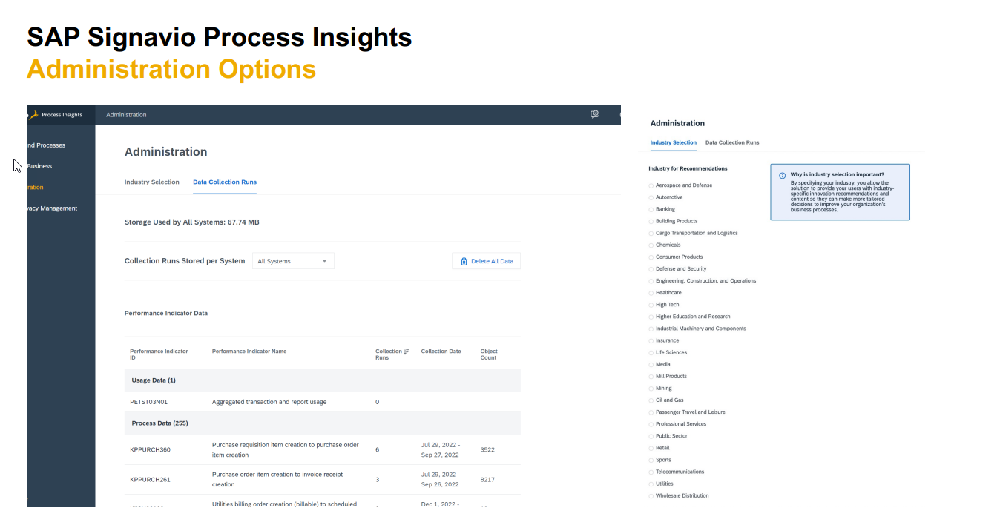 SAP Signavio Process Insights
Administration Options
Process Insights
Administration
End Processes
Business
ration
vacy Management
Administration
Industry Selection
Data Collection Runs
Storage Used by All Systems: 67.74 MB
Collection Runs Stored per System
All Systems
Delete All Data
Performance Indicator Data
Performance Indicator ID
Performance Indicator Name
Collection Runs
Collection Date
Object Count
Usage Data (1)
PETST03N01
Aggregated transaction and report usage
0
Process Data (255)
KPPURCH360
Purchase requisition item creation to purchase order
item creation
6
Jul 29, 2022 -
Sep 27, 2022
3522
KPPURCH261
Purchase order item creation to invoice receipt
creation
3
Jul 29, 2022 -
Sep 26, 2022
8217
Utilities billing order creation (billable) to scheduled
Dec 1, 2022 -
Administration
Industry Selection
Data Collection Runs
Industry for Recommendations
Aerospace and Defense
Automotive
Banking
Building Products
Cargo Transportation and Logistics
Chemicals
Consumer Products
Defense and Security
Engineering, Construction, and Operations
Healthcare
High Tech
Higher Education and Research
Industrial Machinery and Components
Insurance
Life Sciences
Media
Mill Products
Mining
Oil and Gas
Passenger Travel and Leisure
Professional Services
Public Sector
Retail
Sports
Telecommunications
Utilities
Wholesale Distribution
Why is industry selection important?
By specifying your industry, you allow the
solution to provide your users with industry-
specific innovation recommendations and
content so they can make more tailored
decisions to improve your organization's
business processes.